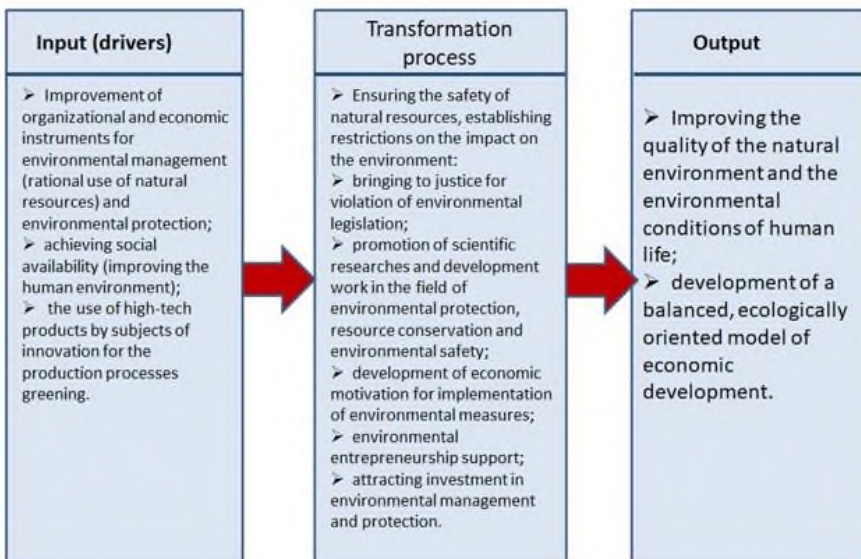 Input (drivers)
➢ Improvement of
organizational and economic
instruments for
environmental management
(rational use of natural
resources) and
environmental protection;
➢ achieving social
availability (improving the
human environment);
➢ the use of high-tech
products by subjects of
innovation for the
production processes
greening.
Transformation
process
➢ Ensuring the safety of
natural resources, establishing
restrictions on the impact on
the environment:
➢ bringing to justice for
violation of environmental
legislation;
➢ promotion of scientific
researches and development
work in the field of
environmental protection,
resource conservation and
environmental safety;
➢ development of economic
motivation for implementation
of environmental measures;
➢ environmental
entrepreneurship support;
➢ attracting investment in
environmental management
and protection.
Output
➢ Improving the
quality of the natural
environment and the
environmental
conditions of human
life;
➢ development of a
balanced, ecologically
oriented model of
economic
development.